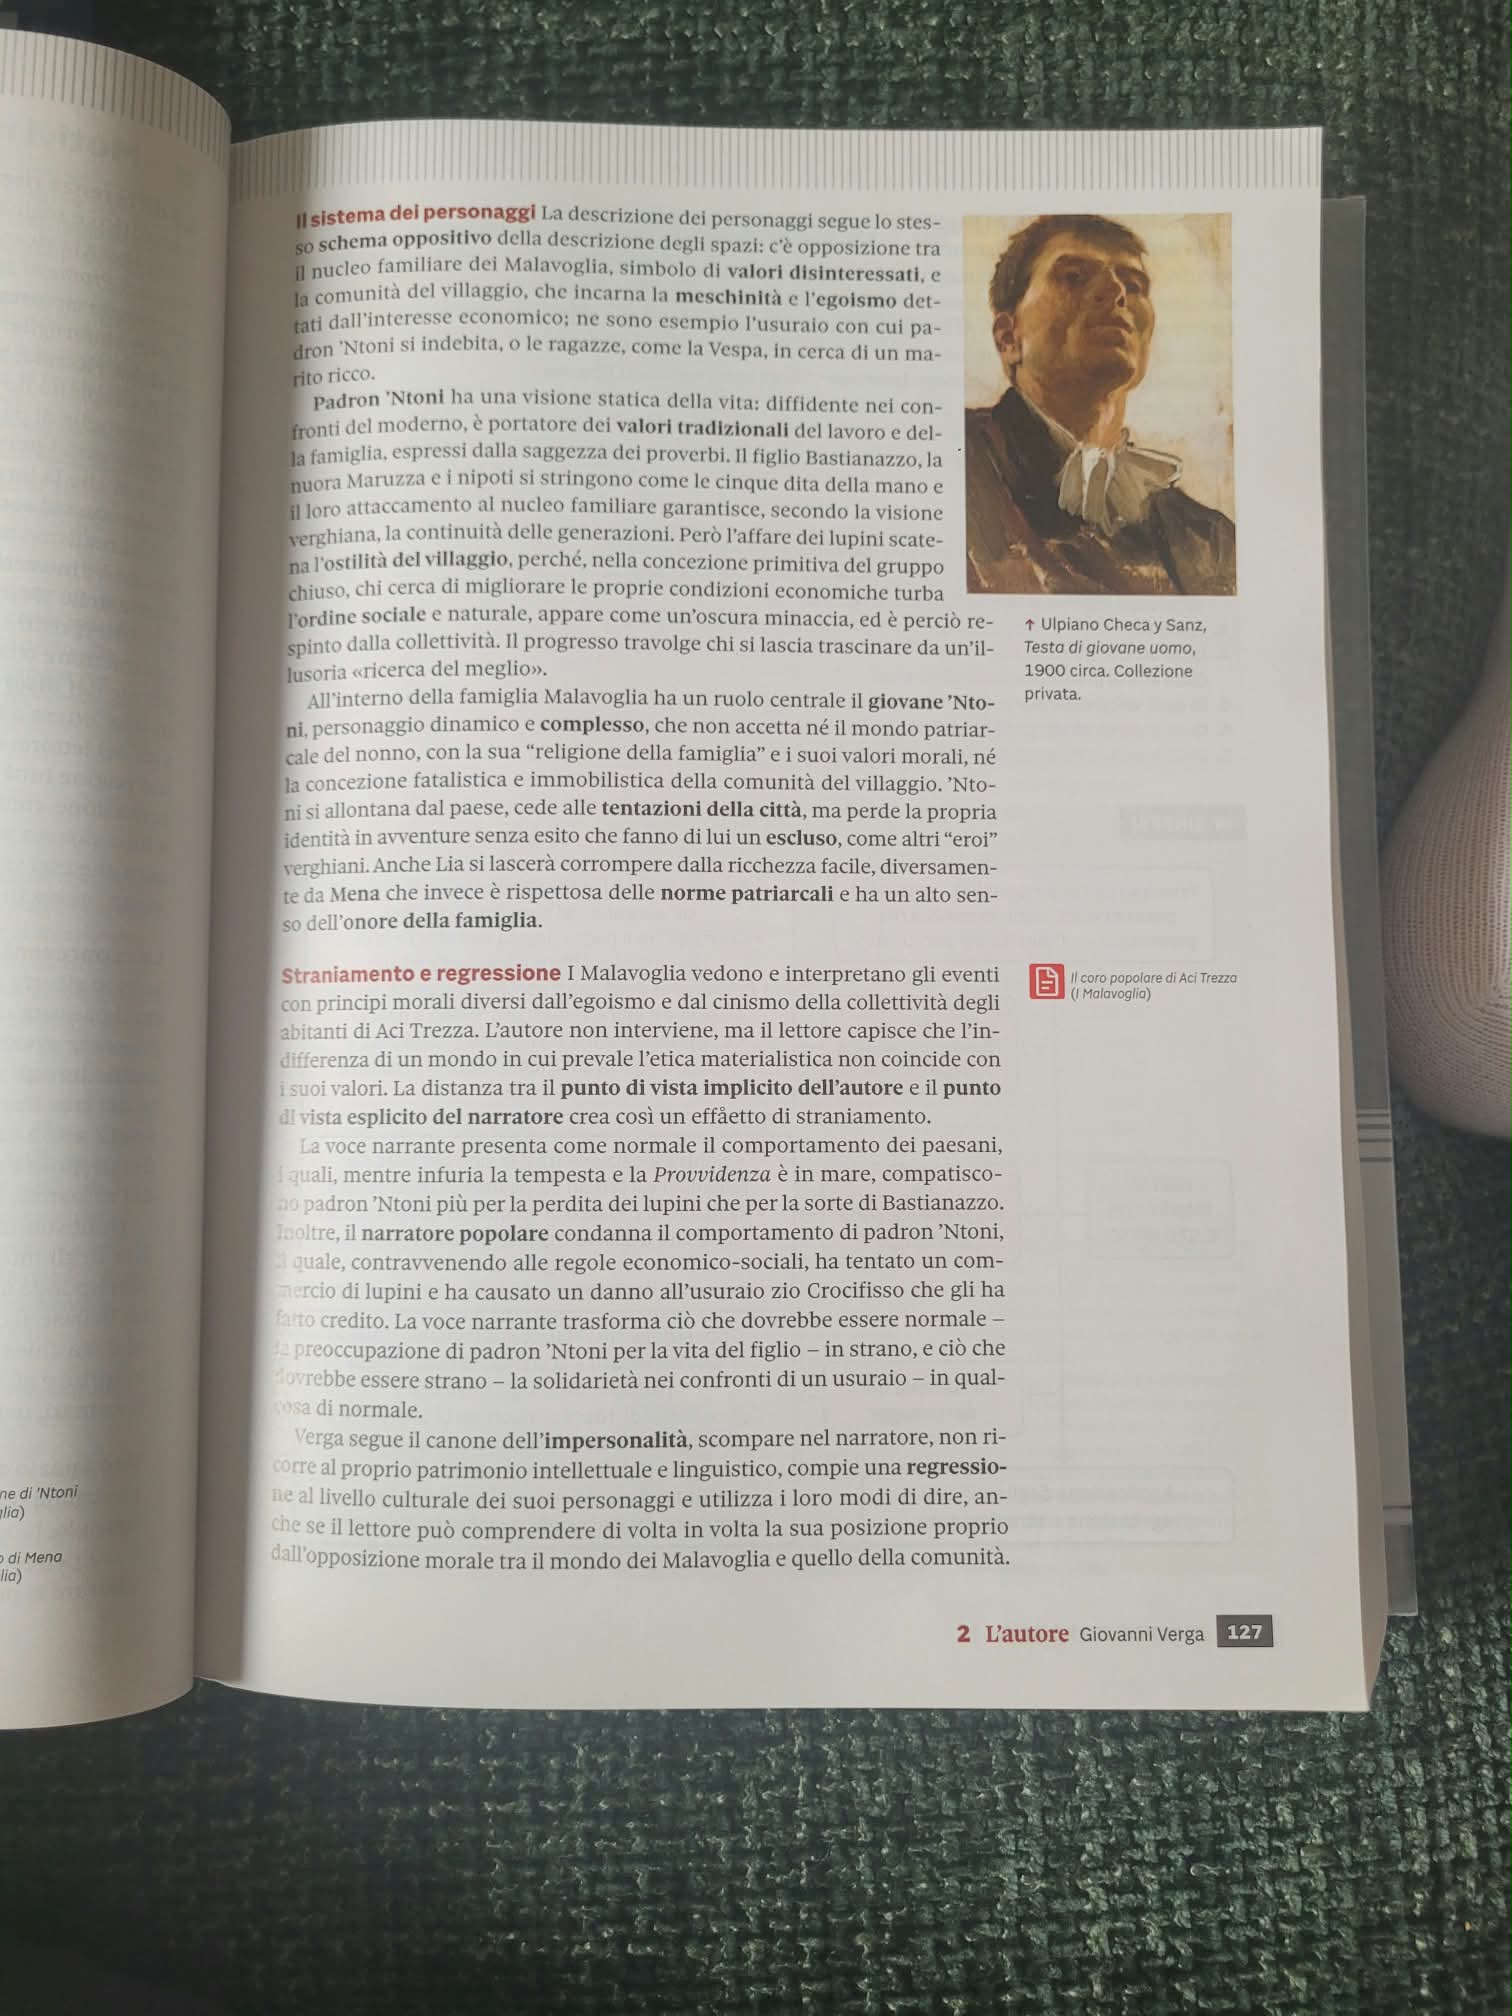 Il sistema dei personaggi La descrizione dei personaggi segue lo stes-
so schema oppositivo della descrizione degli spazi: c'è opposizione tra
il nucleo familiare dei Malavoglia, simbolo di valori disinteressati, e
la comunità del villaggio, che incarna la meschinità e l'egoismo det-
tati dall'interesse economico; ne sono esempio l'usuraio con cui pa-
dron 'Ntoni si indebita, o le ragazze, come la Vespa, in cerca di un ma-
rito ricco.
Padron 'Ntoni ha una visione statica della vita: diffidente nei con-
fronti del moderno, è portatore dei valori tradizionali del lavoro e del-
la famiglia, espressi dalla saggezza dei proverbi. Il figlio Bastianazzo, la
nuora Maruzza e i nipoti si stringono come le cinque dita della mano e
il loro attaccamento al nucleo familiare garantisce, secondo la visione
verghiana, la continuità delle generazioni. Però l'affare dei lupini scate-
na l'ostilità del villaggio, perché, nella concezione primitiva del gruppo
chiuso, chi cerca di migliorare le proprie condizioni economiche turba
l'ordine sociale e naturale, appare come un'oscura minaccia, ed è perciò re-
spinto dalla collettività. Il progresso travolge chi si lascia trascinare da un'il-
lusoria «ricerca del meglio».
All'interno della famiglia Malavoglia ha un ruolo centrale il giovane 'Nto-
ni, personaggio dinamico e complesso, che non accetta né il mondo patriar-
cale del nonno, con la sua "religione della famiglia" e i suoi valori morali, né
la concezione fatalistica e immobilistica della comunità del villaggio. 'Nto-
ni si allontana dal paese, cede alle tentazioni della città, ma perde la propria
identità in avventure senza esito che fanno di lui un escluso, come altri "eroi"
verghiani. Anche Lia si lascerà corrompere dalla ricchezza facile, diversamen-
te da Mena che invece è rispettosa delle norme patriarcali e ha un alto sen-
so dell'onore della famiglia.
↑ Ulpiano Checa y Sanz,
Testa di giovane uomo,
1900 circa. Collezione
privata.
Straniamento e regressione I Malavoglia vedono e interpretano gli eventi
con principi morali diversi dall'egoismo e dal cinismo della collettività degli
abitanti di Aci Trezza. L'autore non interviene, ma il lettore capisce che l'in-
differenza di un mondo in cui prevale l'etica materialistica non coincide con
i suoi valori. La distanza tra il punto di vista implicito dell'autore e il punto
di vista esplicito del narratore crea così un effåetto di straniamento.
La voce narrante presenta come normale il comportamento dei paesani,
i quali, mentre infuria la tempesta e la Provvidenza è in mare, compatisco-
no padron 'Ntoni più per la perdita dei lupini che per la sorte di Bastianazzo.
Inoltre, il narratore popolare condanna il comportamento di padron 'Ntoni,
il quale, contravvenendo alle regole economico-sociali, ha tentato un com-
mercio di lupini e ha causato un danno all'usuraio zio Crocifisso che gli ha
fatto credito. La voce narrante trasforma ciò che dovrebbe essere normale –
la preoccupazione di padron 'Ntoni per la vita del figlio – in strano, e ciò che
dovrebbe essere strano – la solidarietà nei confronti di un usuraio – in qual-
cosa di normale.
Verga segue il canone dell'impersonalità, scompare nel narratore, non ri-
corre al proprio patrimonio intellettuale e linguistico, compie una regressio-
ne al livello culturale dei suoi personaggi e utilizza i loro modi di dire, an-
che se il lettore può comprendere di volta in volta la sua posizione proprio
dall'opposizione morale tra il mondo dei Malavoglia e quello della comunità.
Il coro popolare di Aci Trezza
(I Malavoglia)
ne di 'Ntoni
glia)
o di Mena
lia)
2 L'autore Giovanni Verga 127